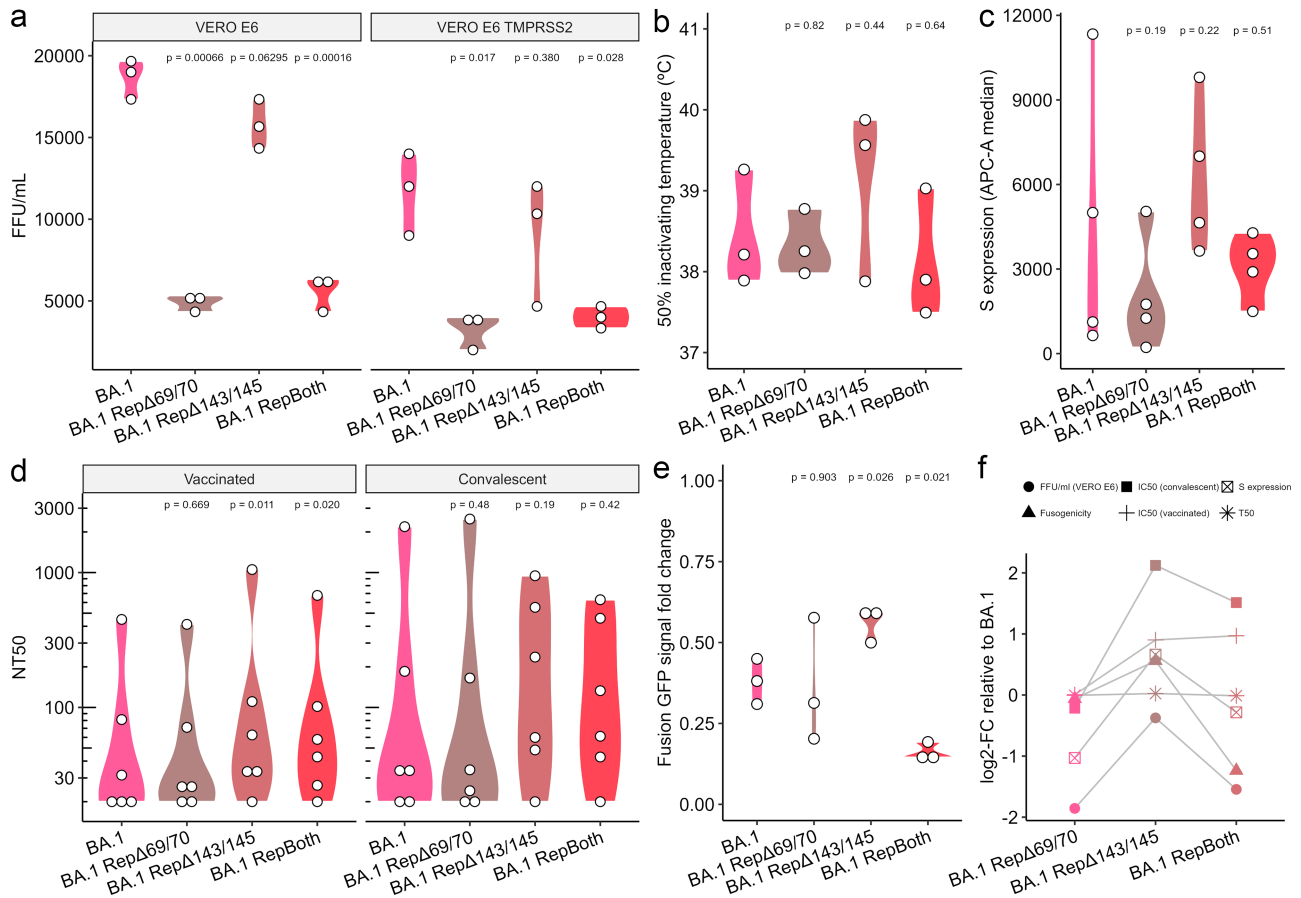 a
VERO E6
VERO E6 TMPRSS2
p = 0.00066
p = 0.06295
p = 0.00016
p = 0.017
p = 0.380
p = 0.028
FFU/mL
20000
15000
10000
5000
BA.1
BA.1 RepΔ69/70
BA.1 RepΔ143/145
BA.1 RepBoth
BA.1
BA.1 RepΔ69/70
BA.1 RepΔ143/145
BA.1 RepBoth
b
p = 0.82
p = 0.44
p = 0.64
50% inactivating temperature (ºC)
41
40
39
38
37
BA.1
BA.1 RepΔ69/70
BA.1 RepΔ143/145
BA.1 RepBoth
c
p = 0.19
p = 0.22
p = 0.51
S expression (APC-A median)
12000
9000
6000
3000
0
BA.1
BA.1 RepΔ69/70
BA.1 RepΔ143/145
BA.1 RepBoth
d
Vaccinated
Convalescent
p = 0.669
p = 0.011
p = 0.020
p = 0.48
p = 0.19
p = 0.42
NT50
3000
1000
300
100
30
BA.1
BA.1 RepΔ69/70
BA.1 RepΔ143/145
BA.1 RepBoth
BA.1
BA.1 RepΔ69/70
BA.1 RepΔ143/145
BA.1 RepBoth
e
p = 0.903
p = 0.026
p = 0.021
Fusion GFP signal fold change
1.00
0.75
0.50
0.25
0.00
BA.1
BA.1 RepΔ69/70
BA.1 RepΔ143/145
BA.1 RepBoth
f
FFU/ml (VERO E6)
IC50 (convalescent)
S expression
Fusogenicity
IC50 (vaccinated)
T50
log2-FC relative to BA.1
2
1
0
-1
-2
BA.1 RepΔ69/70
BA.1 RepΔ143/145
BA.1 RepBoth